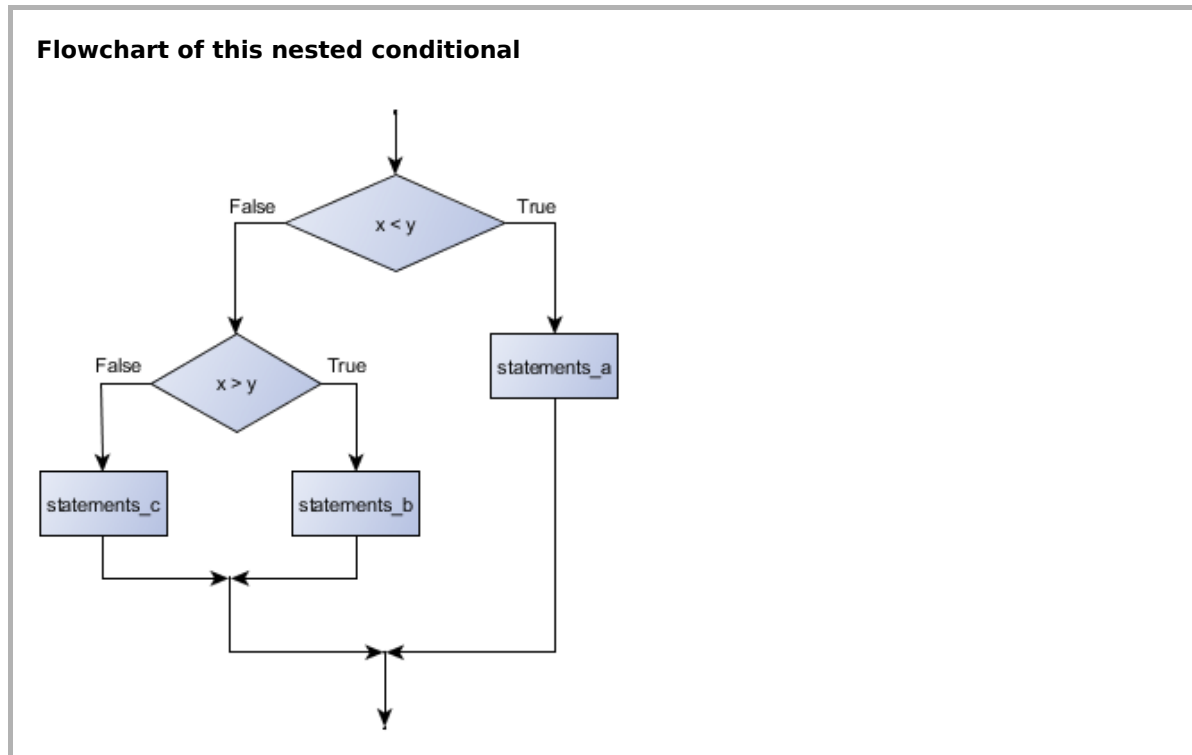 Flowchart of this nested conditional
False
True
x < y
False
True
statements_a
x > y
statements_c
statements_b